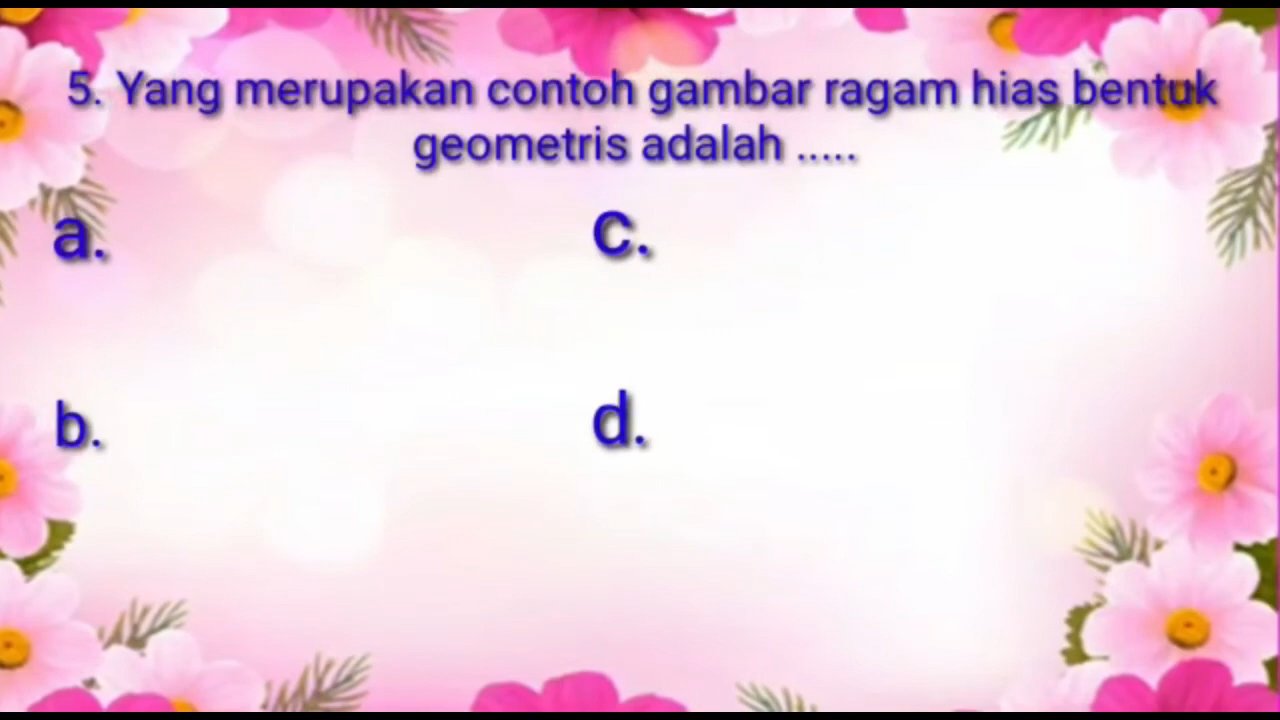 5. Yang merupakan contoh gambar ragam hias bentuk
geometris adalah .....
a.
c.
b.
d.